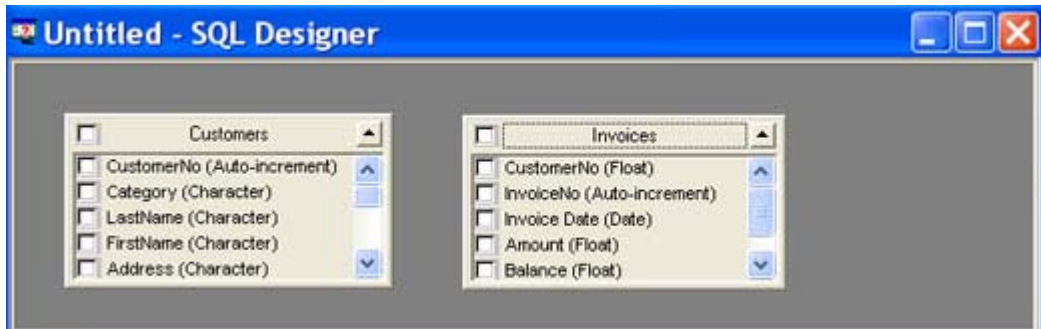 Untitled - SQL Designer
Customers
CustomerNo (Auto-increment)
Category (Character)
LastName (Character)
FirstName (Character)
Address (Character)
Invoices
CustomerNo (Float)
InvoiceNo (Auto-increment)
Invoice Date (Date)
Amount (Float)
Balance (Float)